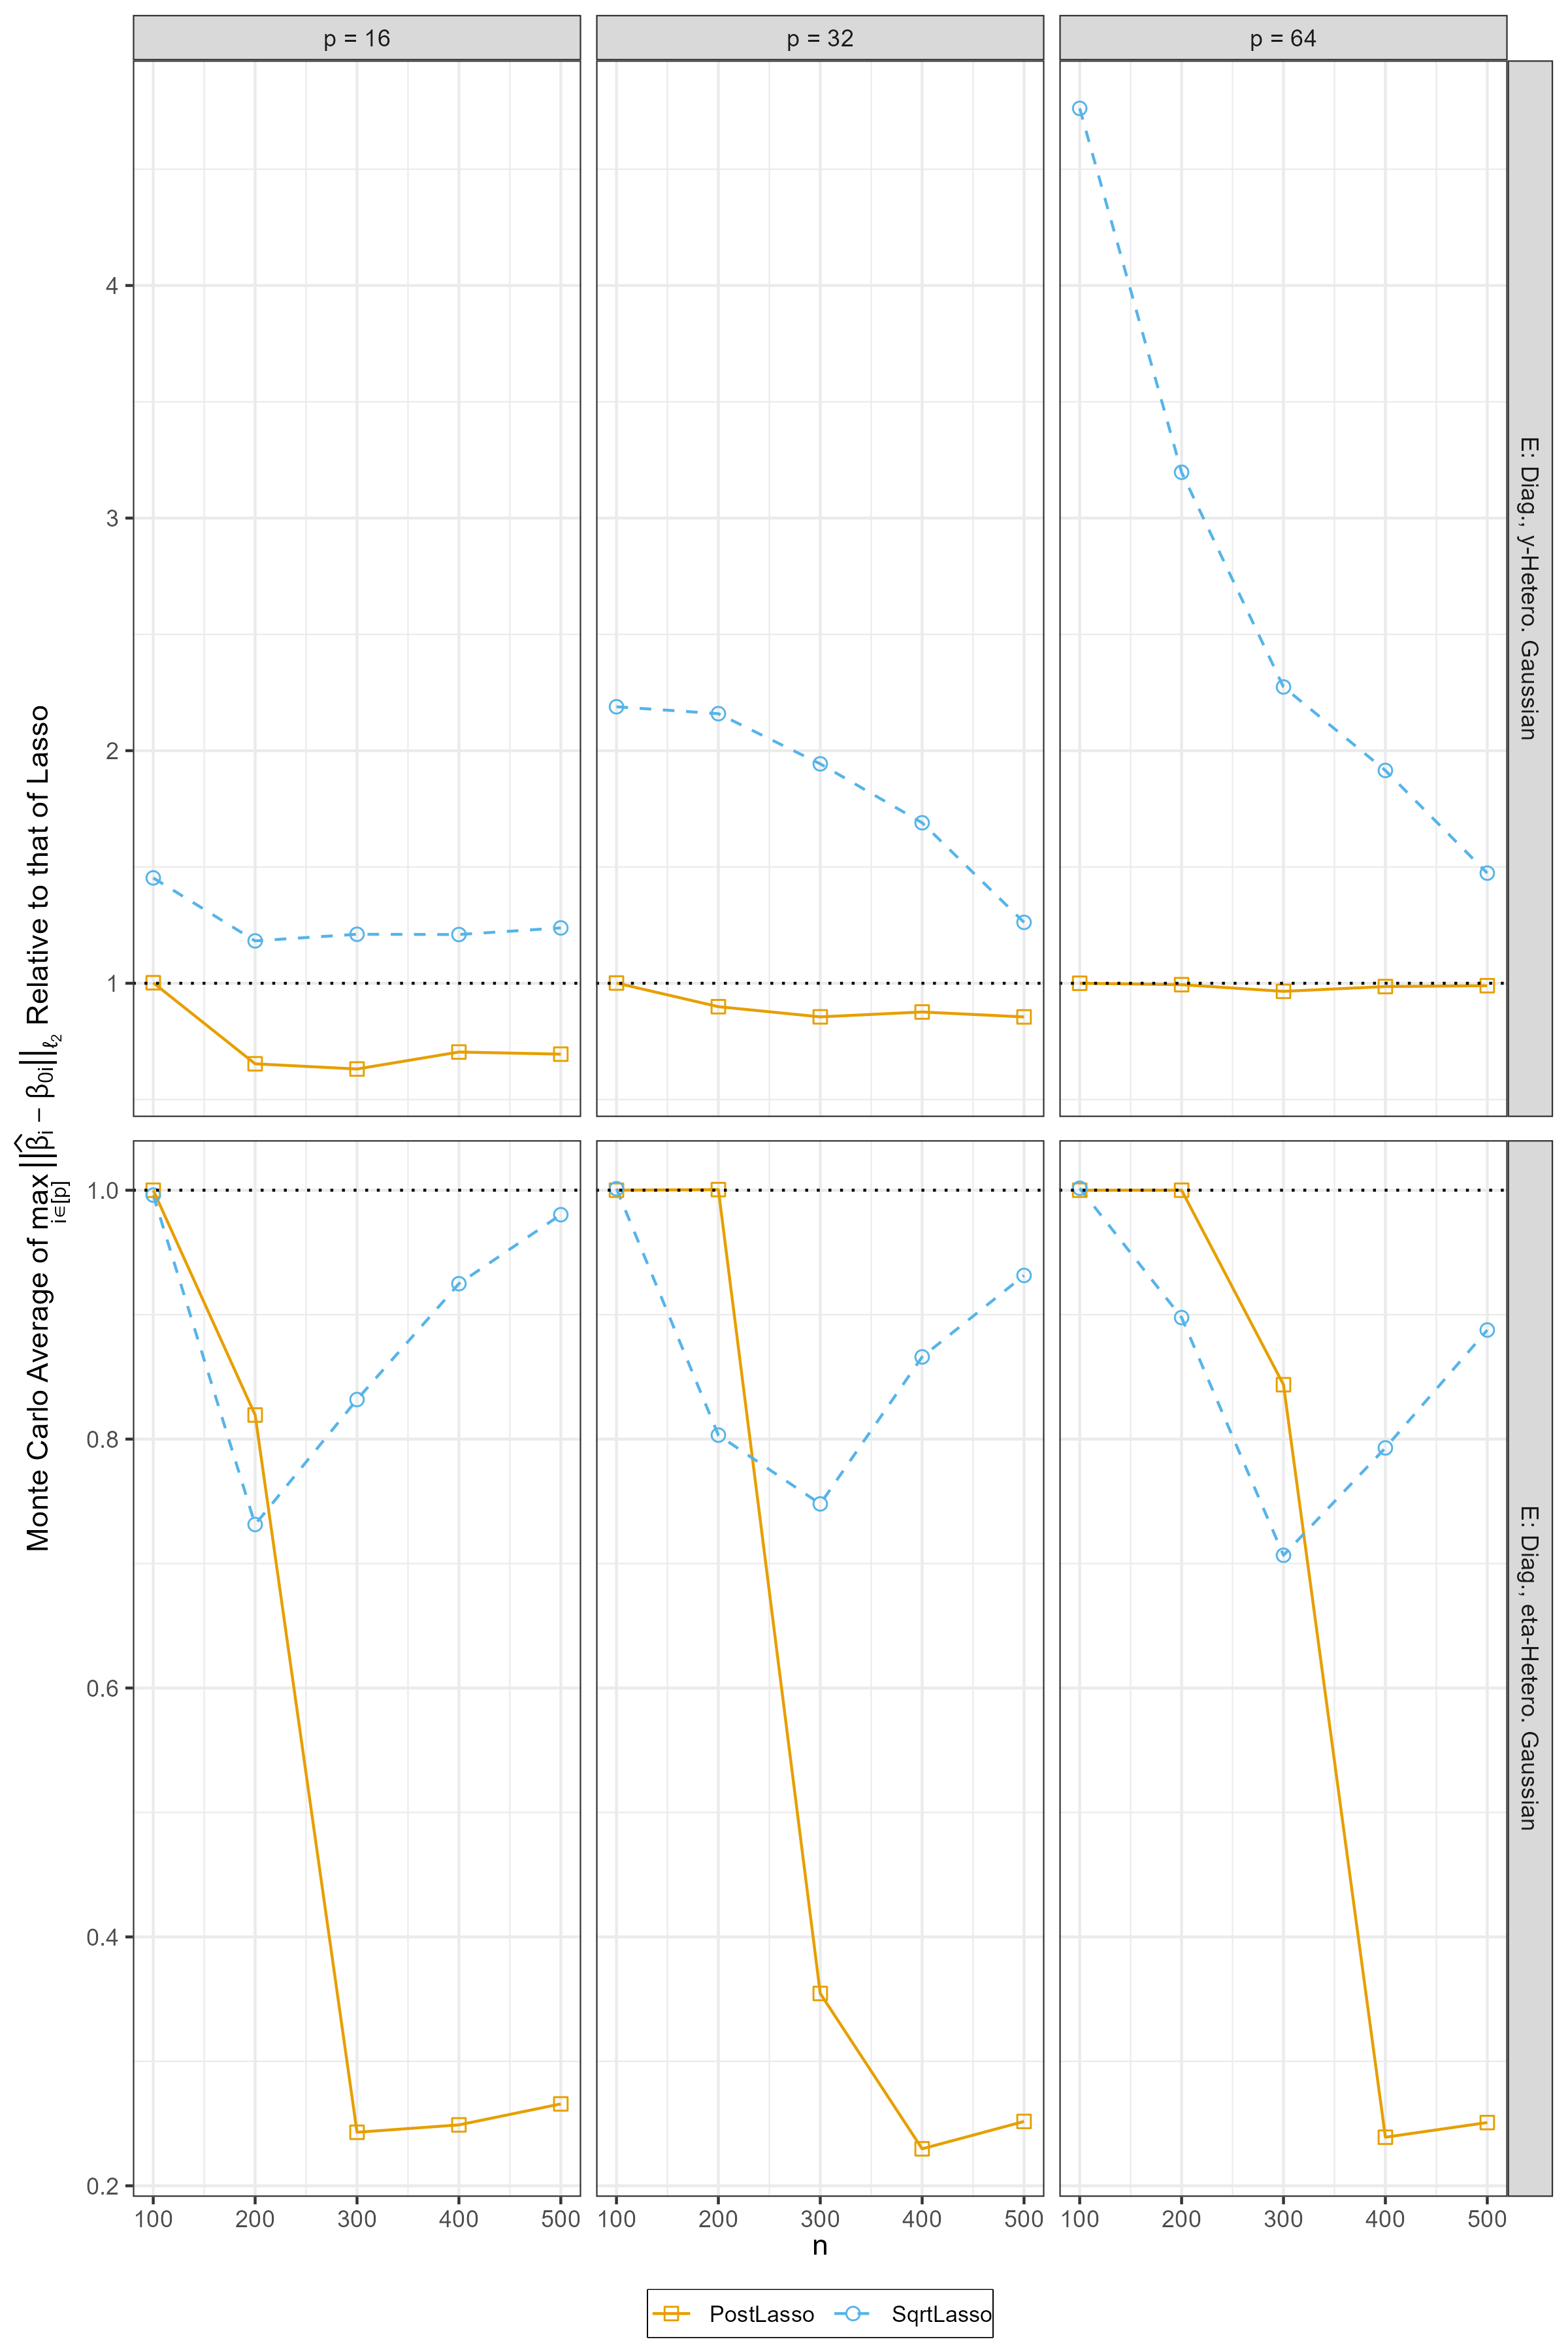 p = 16
p = 32
p = 64
Monte Carlo Average of max i∈[p] ||β̂i − β0i||ℓ2 Relative to that of Lasso
4
3
2
1
E: Diag., y-Hetero. Gaussian
1.0
0.8
0.6
0.4
0.2
E: Diag., eta-Hetero. Gaussian
100 200 300 400 500 100 200 300 400 500 100 200 300 400 500
n
PostLasso SqrtLasso